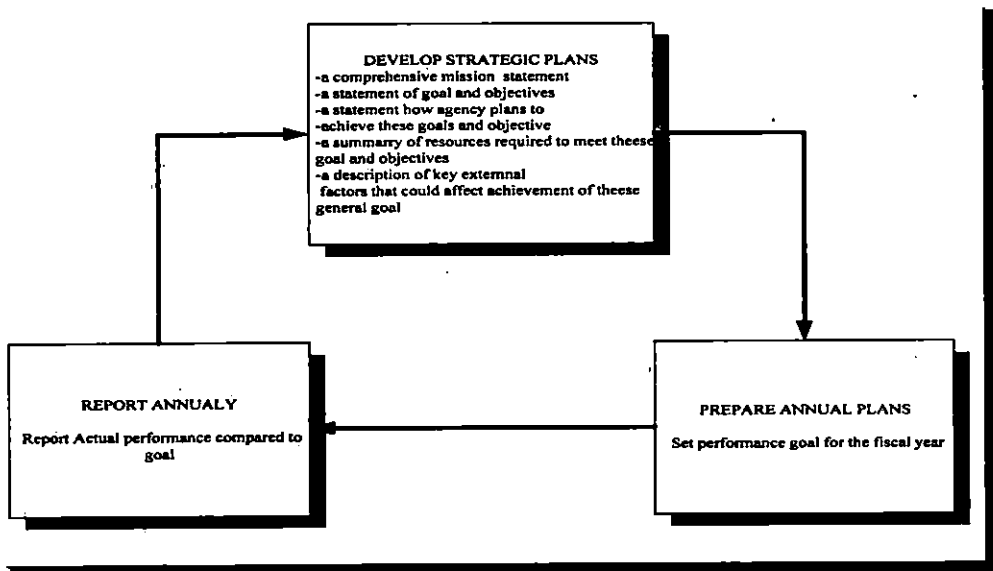 DEVELOP STRATEGIC PLANS
-a comprehensive mission statement
-a statement of goal and objectives
-a statement how agency plans to
-achieve these goals and objective
-a summarry of resources required to meet theese
goal and objectives
-a description of key extemnal
factors that could affect achievement of theese
general goal
REPORT ANNUALY
Report Actual performance compared to
goal
PREPARE ANNUAL PLANS
Set performance goal for the fiscal year